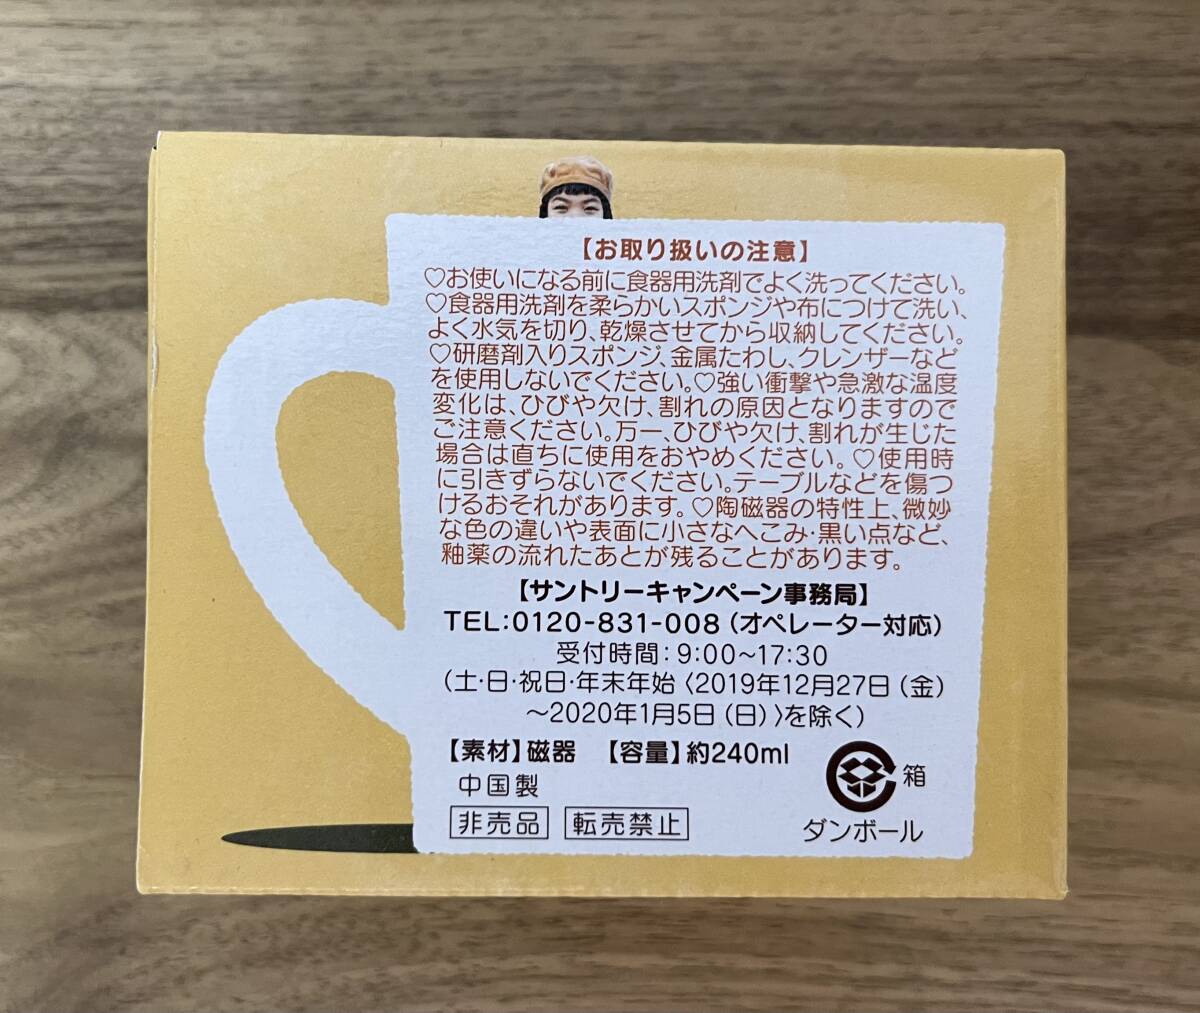 【お取り扱いの注意】
♡お使いになる前に食器用洗剤でよく洗ってください。
♡食器用洗剤を柔らかいスポンジや布につけて洗い、
よく水気を切り、乾燥させてから収納してください。
♡研磨剤入りスポンジ、金属たわし、クレンザーなど
を使用しないでください。♡強い衝撃や急激な温度
変化は、ひびや欠け、割れの原因となりますので
ご注意ください。万一、ひびや欠け、割れが生じた
場合は直ちに使用をおやめください。♡使用時
に引きずらないでください。テーブルなどを傷つ
けるおそれがあります。♡陶磁器の特性上、微妙
な色の違いや表面に小さなへこみ・黒い点など、
釉薬の流れたあとが残ることがあります。
【サントリーキャンペーン事務局】
TEL:0120-831-008（オペレーター対応）
受付時間：9:00～17:30
（土・日・祝日・年末年始〈2019年12月27日（金）
～2020年1月5日（日）〉を除く）
【素材】磁器 【容量】約240ml
中国製
非売品 転売禁止
箱
ダンボール